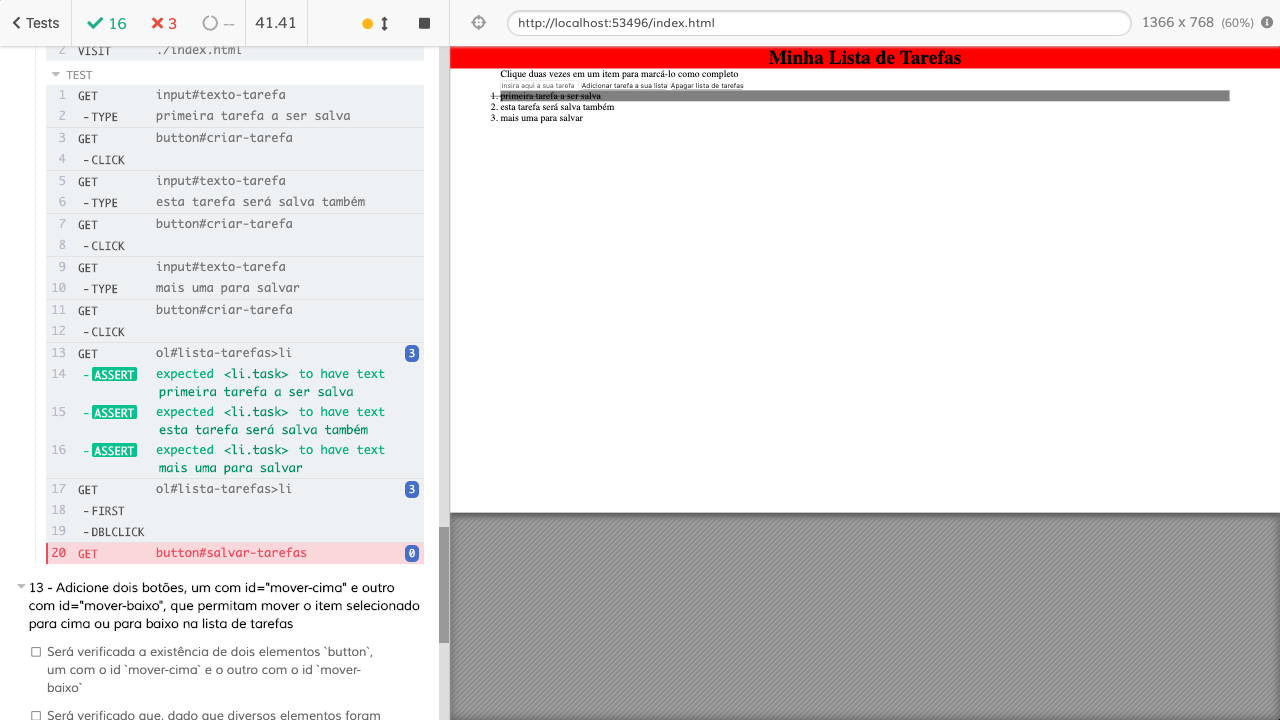 Tests
16
3
--
41.41
http://localhost:53496/index.html
1366 x 768 (60%)
2 VISIT ./index.html
TEST
1 GET input#texto-tarefa
2 -TYPE primeira tarefa a ser salva
3 GET button#criar-tarefa
4 -CLICK
5 GET input#texto-tarefa
6 -TYPE esta tarefa será salva também
7 GET button#criar-tarefa
8 -CLICK
9 GET input#texto-tarefa
10 -TYPE mais uma para salvar
11 GET button#criar-tarefa
12 -CLICK
13 GET ol#lista-tarefas>li 3
14 -ASSERT expected <li.task> to have text
primeira tarefa a ser salva
15 -ASSERT expected <li.task> to have text
esta tarefa será salva também
16 -ASSERT expected <li.task> to have text
mais uma para salvar
17 GET ol#lista-tarefas>li 3
18 -FIRST
19 -DBLCLICK
20 GET button#salvar-tarefas 0
13 - Adicione dois botões, um com id="mover-cima" e outro
com id="mover-baixo", que permitam mover o item selecionado
para cima ou para baixo na lista de tarefas
Será verificada a existência de dois elementos `button`,
um com o id `mover-cima` e o outro com o id `mover-
baixo`
Será verificado que, dado que diversos elementos foram
Minha Lista de Tarefas
Clique duas vezes em um item para marcá-lo como completo
Insira aqui a sua tarefa Adicionar tarefa a sua lista Apagar lista de tarefas
1. primeira tarefa a ser salva
2. esta tarefa será salva também
3. mais uma para salvar